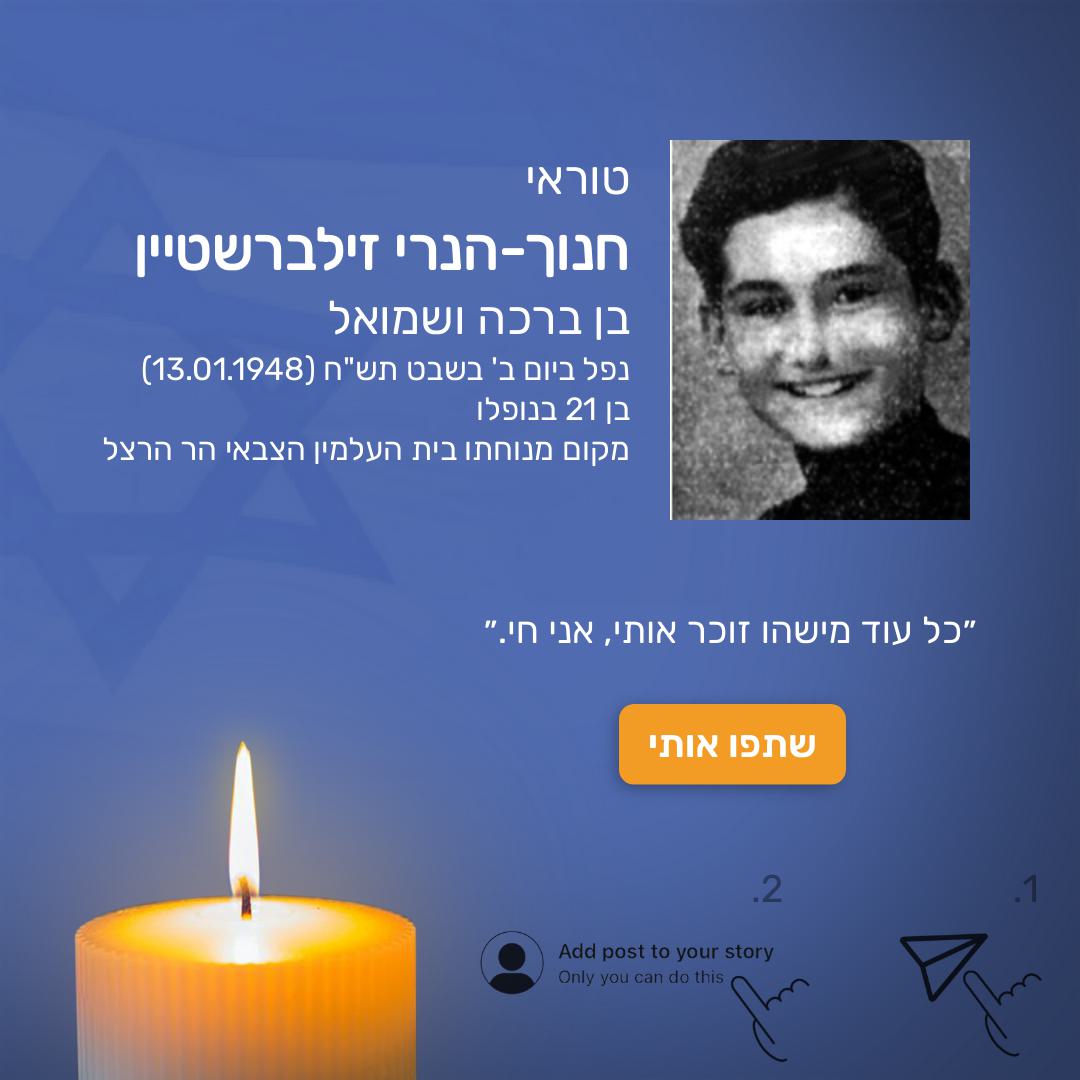 טוראי
חנוך-הנרי זילברשטיין
בן ברכה ושמואל
נפל ביום ב' בשבט תש"ח (13.01.1948)
בן 21 בנופלו
מקום מנוחתו בית העלמין הצבאי הר הרצל
״כל עוד מישהו זוכר אותי, אני חי.״
שתפו אותי
1.
2.
Add post to your story
Only you can do this